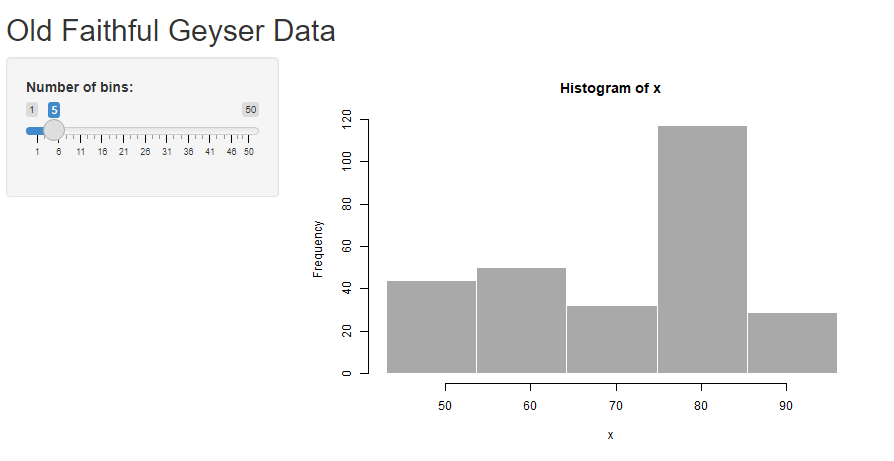 Old Faithful Geyser Data
Number of bins:
1 5 50
1 6 11 16 21 26 31 36 41 46 50
Histogram of x
Frequency
120
100
80
60
40
20
0
50 60 70 80 90
x